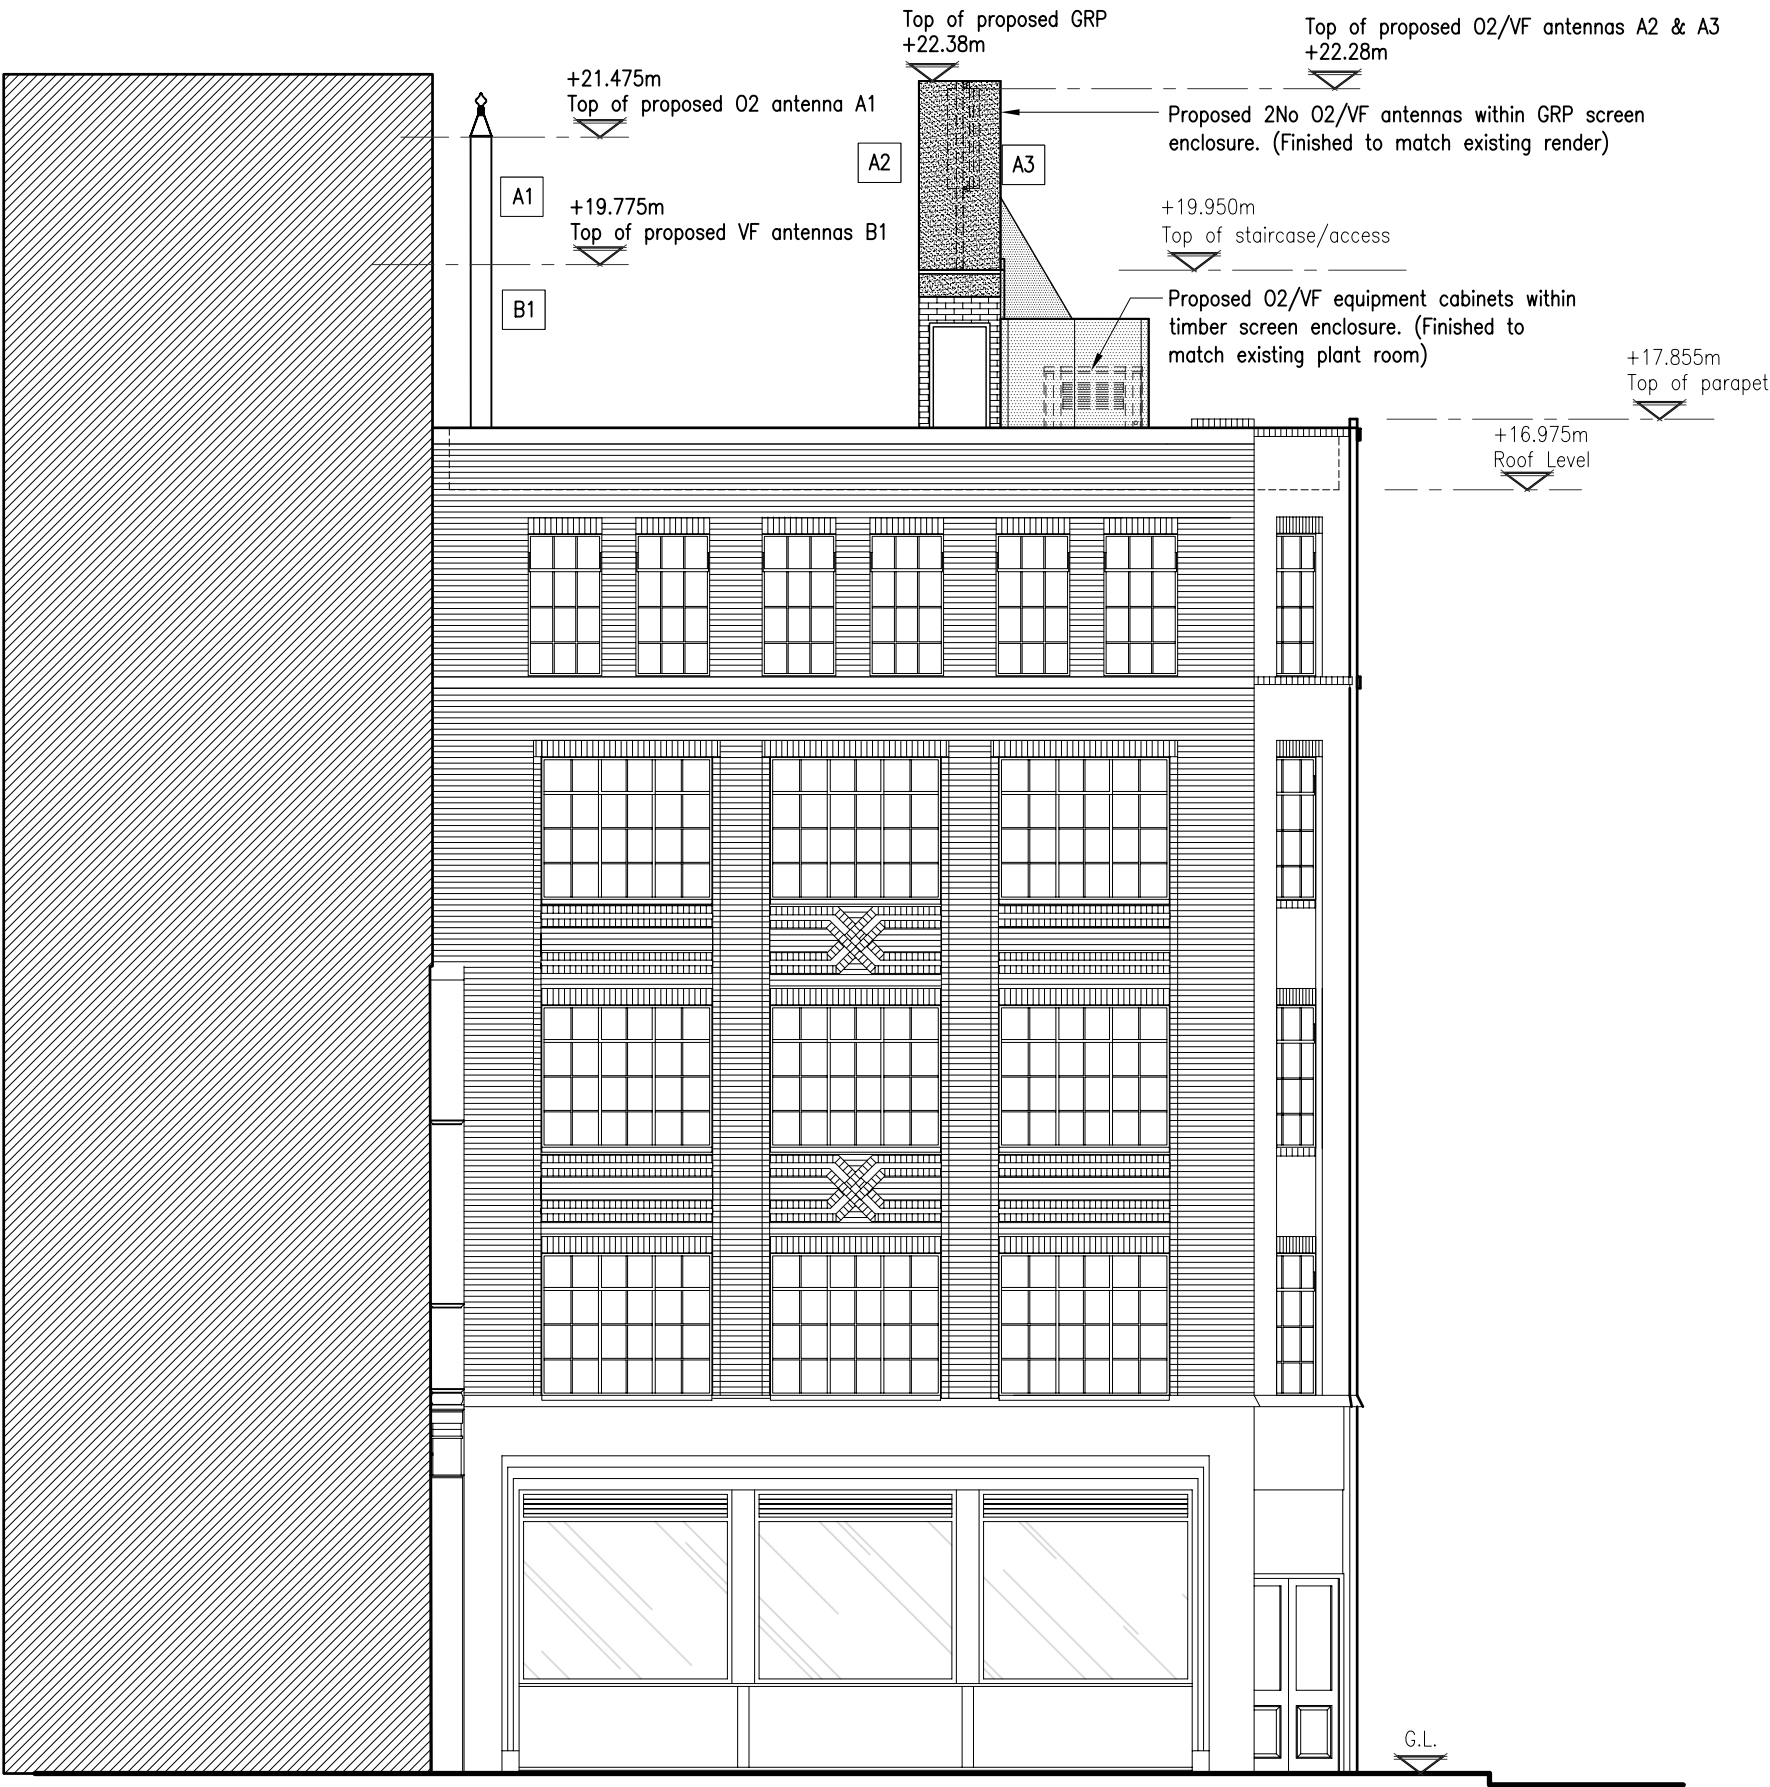 Top of proposed GRP
+22.38m
Top of proposed O2/VF antennas A2 & A3
+22.28m
+21.475m
Top of proposed O2 antenna A1
Proposed 2No O2/VF antennas within GRP screen
enclosure. (Finished to match existing render)
A2
A3
A1
+19.775m
Top of proposed VF antennas B1
+19.950m
Top of staircase/access
B1
Proposed O2/VF equipment cabinets within
timber screen enclosure. (Finished to
match existing plant room)
+17.855m
Top of parapet
+16.975m
Roof Level
G.L.